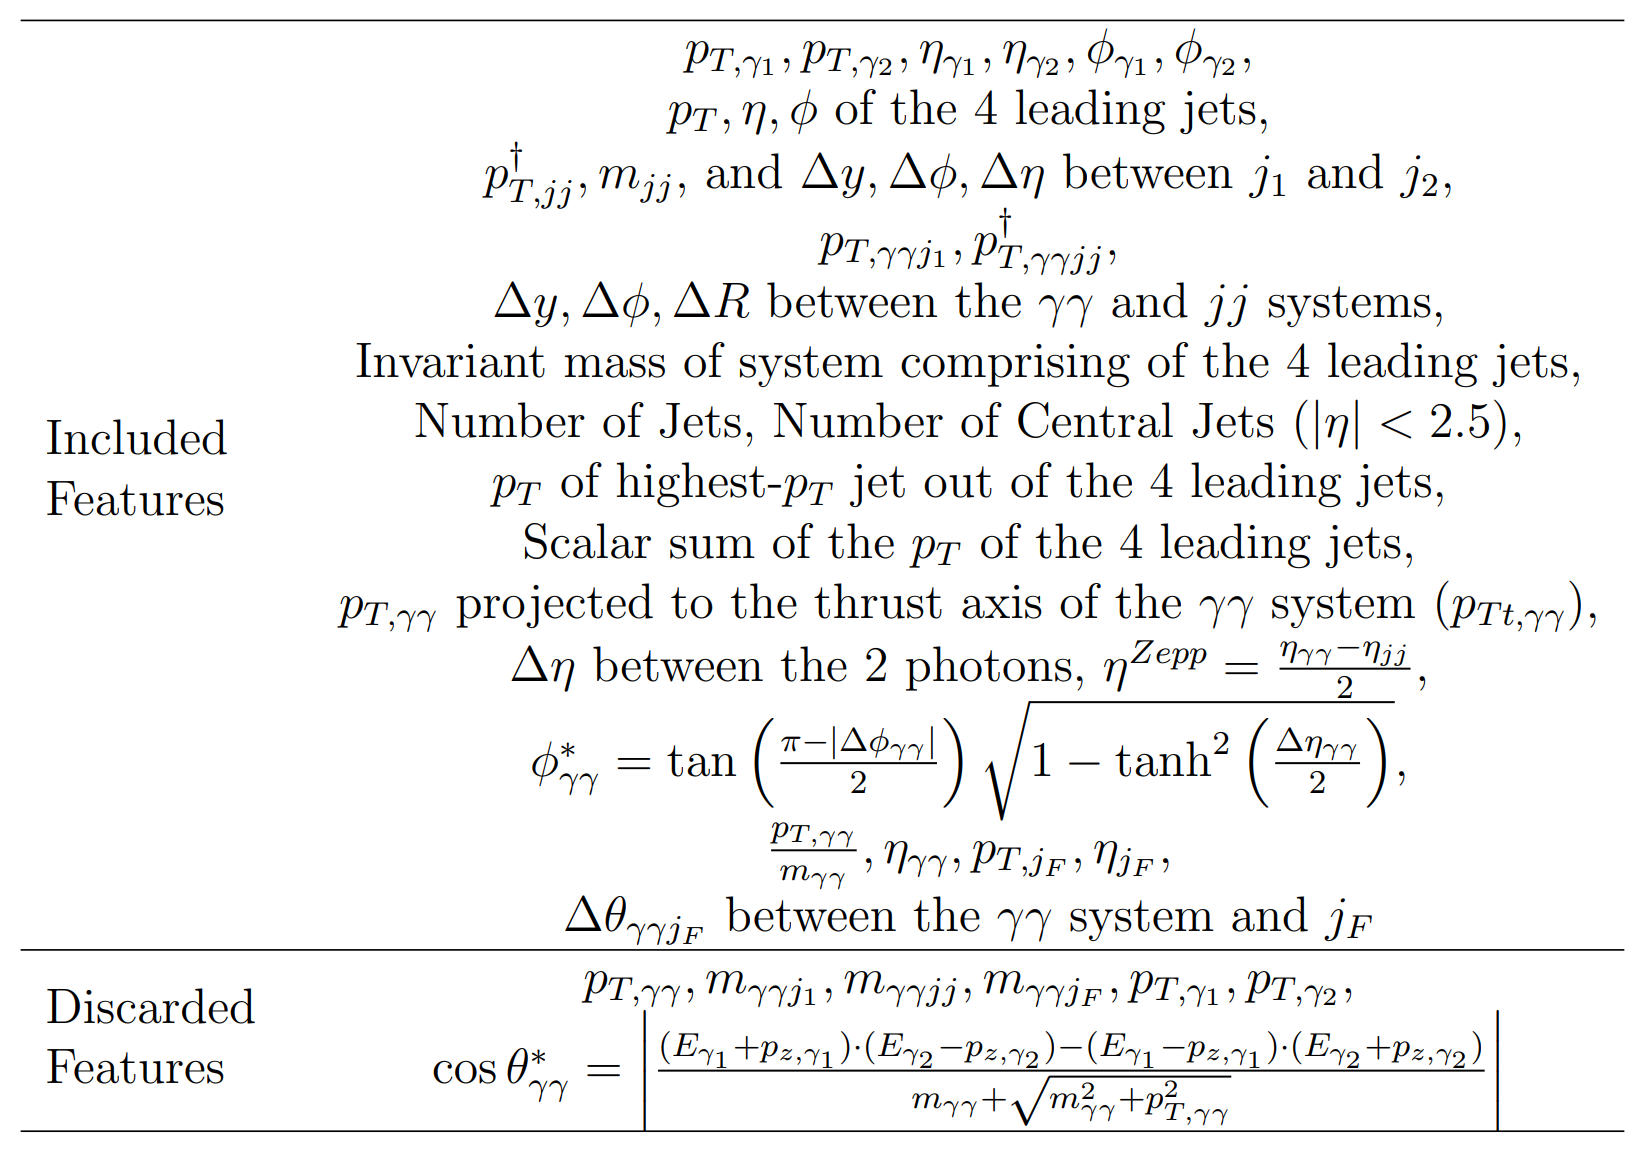 $p_{T,\gamma_1}, p_{T,\gamma_2}, \eta_{\gamma_1}, \eta_{\gamma_2}, \phi_{\gamma_1}, \phi_{\gamma_2},$
$p_T, \eta, \phi$ of the 4 leading jets,
$p^{\dagger}_{T,jj}, m_{jj}$, and $\Delta y, \Delta\phi, \Delta\eta$ between $j_1$ and $j_2$,
$p_{T,\gamma\gamma j_1}, p^{\dagger}_{T,\gamma\gamma jj},$
$\Delta y, \Delta\phi, \Delta R$ between the $\gamma\gamma$ and $jj$ systems,
Invariant mass of system comprising of the 4 leading jets,
Included
Features
Number of Jets, Number of Central Jets $(|\eta| < 2.5)$,
$p_T$ of highest-$p_T$ jet out of the 4 leading jets,
Scalar sum of the $p_T$ of the 4 leading jets,
$p_{T,\gamma\gamma}$ projected to the thrust axis of the $\gamma\gamma$ system $(p_{Tt,\gamma\gamma})$,
$\Delta\eta$ between the 2 photons, $\eta^{Zepp} = \frac{\eta_{\gamma\gamma} - \eta_{jj}}{2}$,
$\phi^*_{\gamma\gamma} = \tan\left(\frac{\pi - |\Delta\phi_{\gamma\gamma}|}{2}\right)\sqrt{1 - \tanh^2\left(\frac{\Delta\eta_{\gamma\gamma}}{2}\right)},$
$\frac{p_{T,\gamma\gamma}}{m_{\gamma\gamma}}, \eta_{\gamma\gamma}, p_{T,j_F}, \eta_{j_F},$
$\Delta\theta_{\gamma\gamma j_F}$ between the $\gamma\gamma$ system and $j_F$
Discarded
Features
$p_{T,\gamma\gamma}, m_{\gamma\gamma j_1}, m_{\gamma\gamma jj}, m_{\gamma\gamma j_F}, p_{T,\gamma_1}, p_{T,\gamma_2},$
$\cos\theta^*_{\gamma\gamma} = \left|\frac{(E_{\gamma_1} + p_{z,\gamma_1})\cdot(E_{\gamma_2} - p_{z,\gamma_2}) - (E_{\gamma_1} - p_{z,\gamma_1})\cdot(E_{\gamma_2} + p_{z,\gamma_2})}{m_{\gamma\gamma} + \sqrt{m^2_{\gamma\gamma} + p^2_{T,\gamma\gamma}}}\right|$